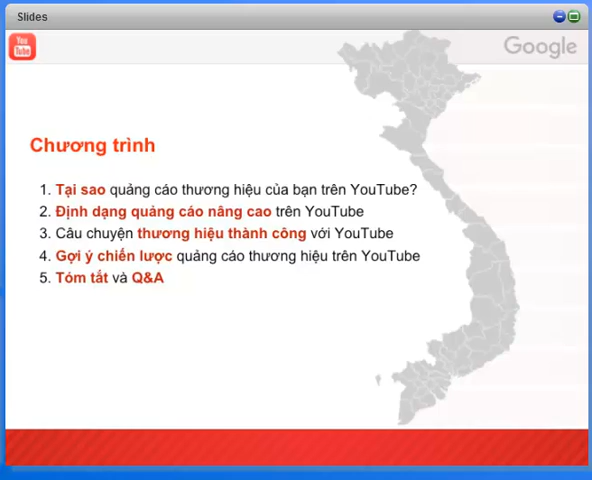 Slides
You
Tube
Google
Chương trình
1. Tại sao quảng cáo thương hiệu của bạn trên YouTube?
2. Định dạng quảng cáo nâng cao trên YouTube
3. Câu chuyện thương hiệu thành công với YouTube
4. Gợi ý chiến lược quảng cáo thương hiệu trên YouTube
5. Tóm tắt và Q&A